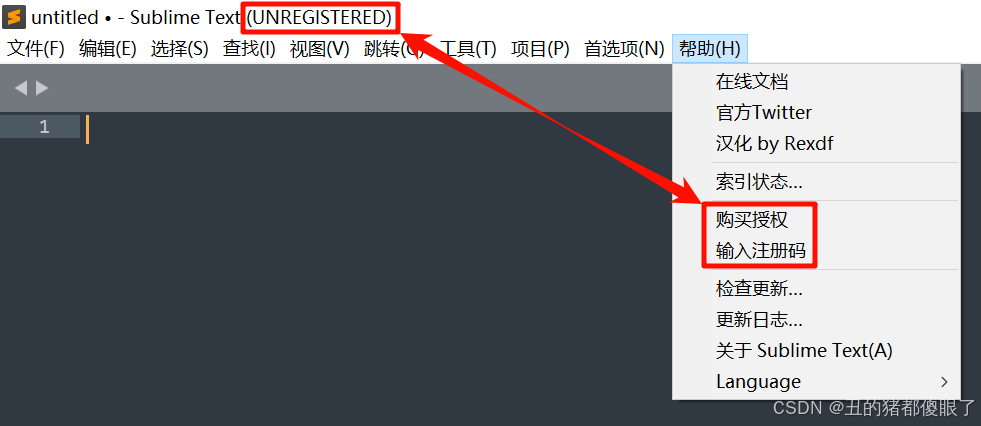 untitled • - Sublime Text (UNREGISTERED)
文件(F) 编辑(E) 选择(S) 查找(I) 视图(V) 跳转(G) 工具(T) 项目(P) 首选项(N) 帮助(H)
在线文档
官方Twitter
汉化 by Rexdf
1
索引状态...
购买授权
输入注册码
检查更新...
更新日志...
关于 Sublime Text(A)
Language
CSDN @丑的猪都傻眼了